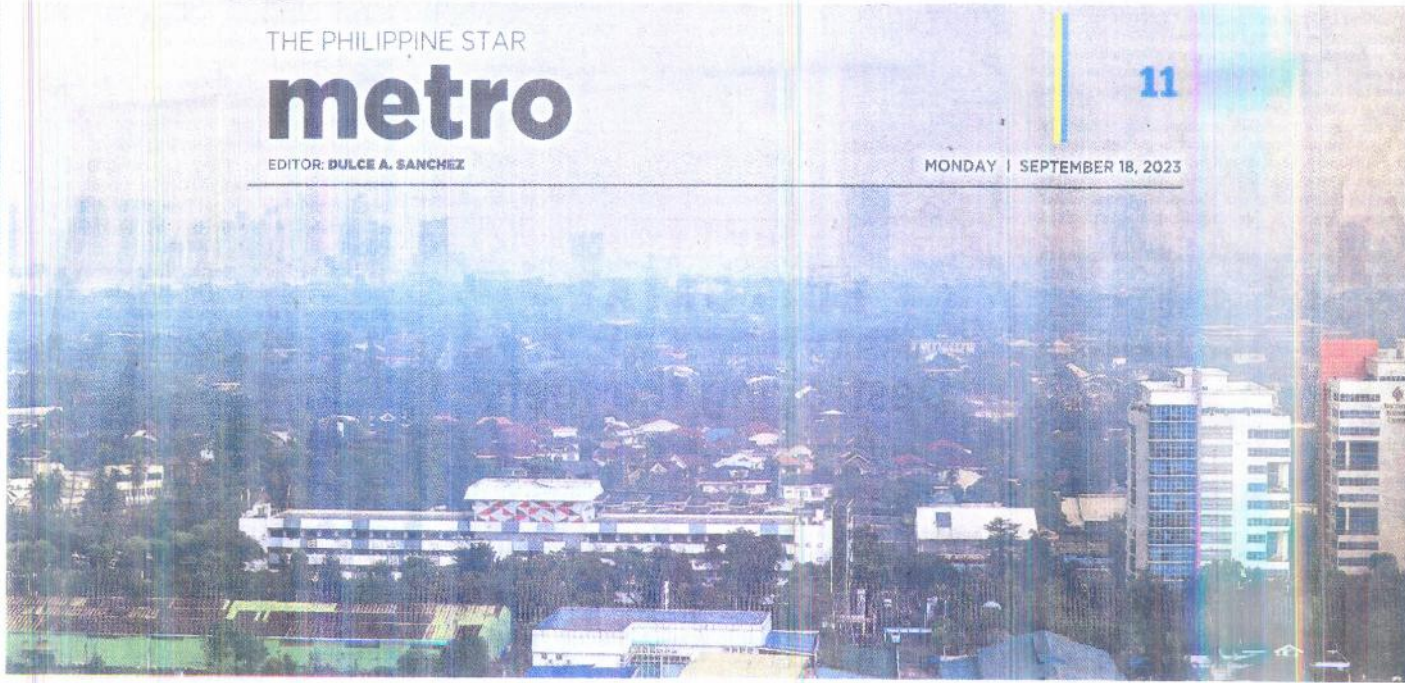 THE PHILIPPINE STAR
metro
EDITOR: DULCE A. SANCHEZ
11
MONDAY | SEPTEMBER 18, 2023